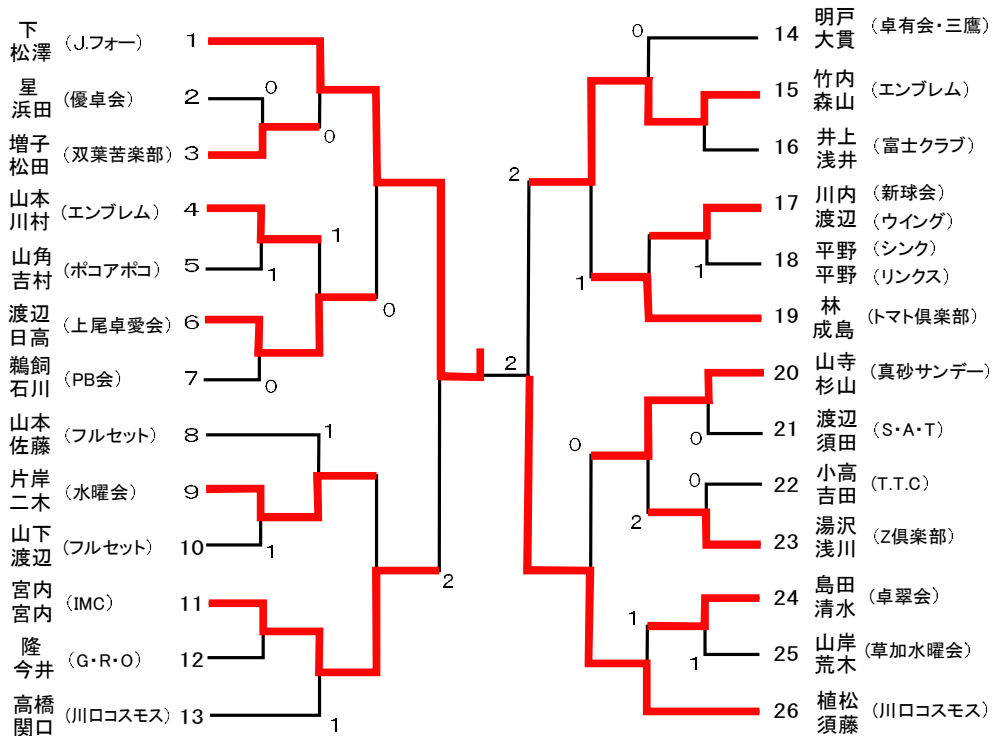 下
松澤 (J.フォー) 1
星
浜田 (優卓会) 2
0
増子
松田 (双葉苦楽部) 3
0
山本
川村 (エンブレム) 4
1
山角
吉村 (ポコアポコ) 5
1
渡辺
日高 (上尾卓愛会) 6
0
鵜飼
石川 (PB会) 7
0
山本
佐藤 (フルセット) 8
1
片岸
二木 (水曜会) 9
山下
渡辺 (フルセット) 10
1
宮内
宮内 (IMC) 11
2
隆
今井 (G・R・O) 12
高橋
関口 (川口コスモス) 13
1
2
2
0
14 明戸
大貫 (卓有会・三鷹)
15 竹内
森山 (エンブレム)
16 井上
浅井 (富士クラブ)
17 川内 (新球会)
渡辺 (ウイング)
18 平野 (シンク)
平野 (リンクス)
1
1
19 林
成島 (トマト倶楽部)
20 山寺
杉山 (真砂サンデー)
21 渡辺
須田 (S・A・T)
0
0
22 小高
吉田 (T.T.C)
0
2
23 湯沢
浅川 (Z倶楽部)
24 島田
清水 (卓翠会)
1
25 山岸
荒木 (草加水曜会)
1
26 植松
須藤 (川口コスモス)